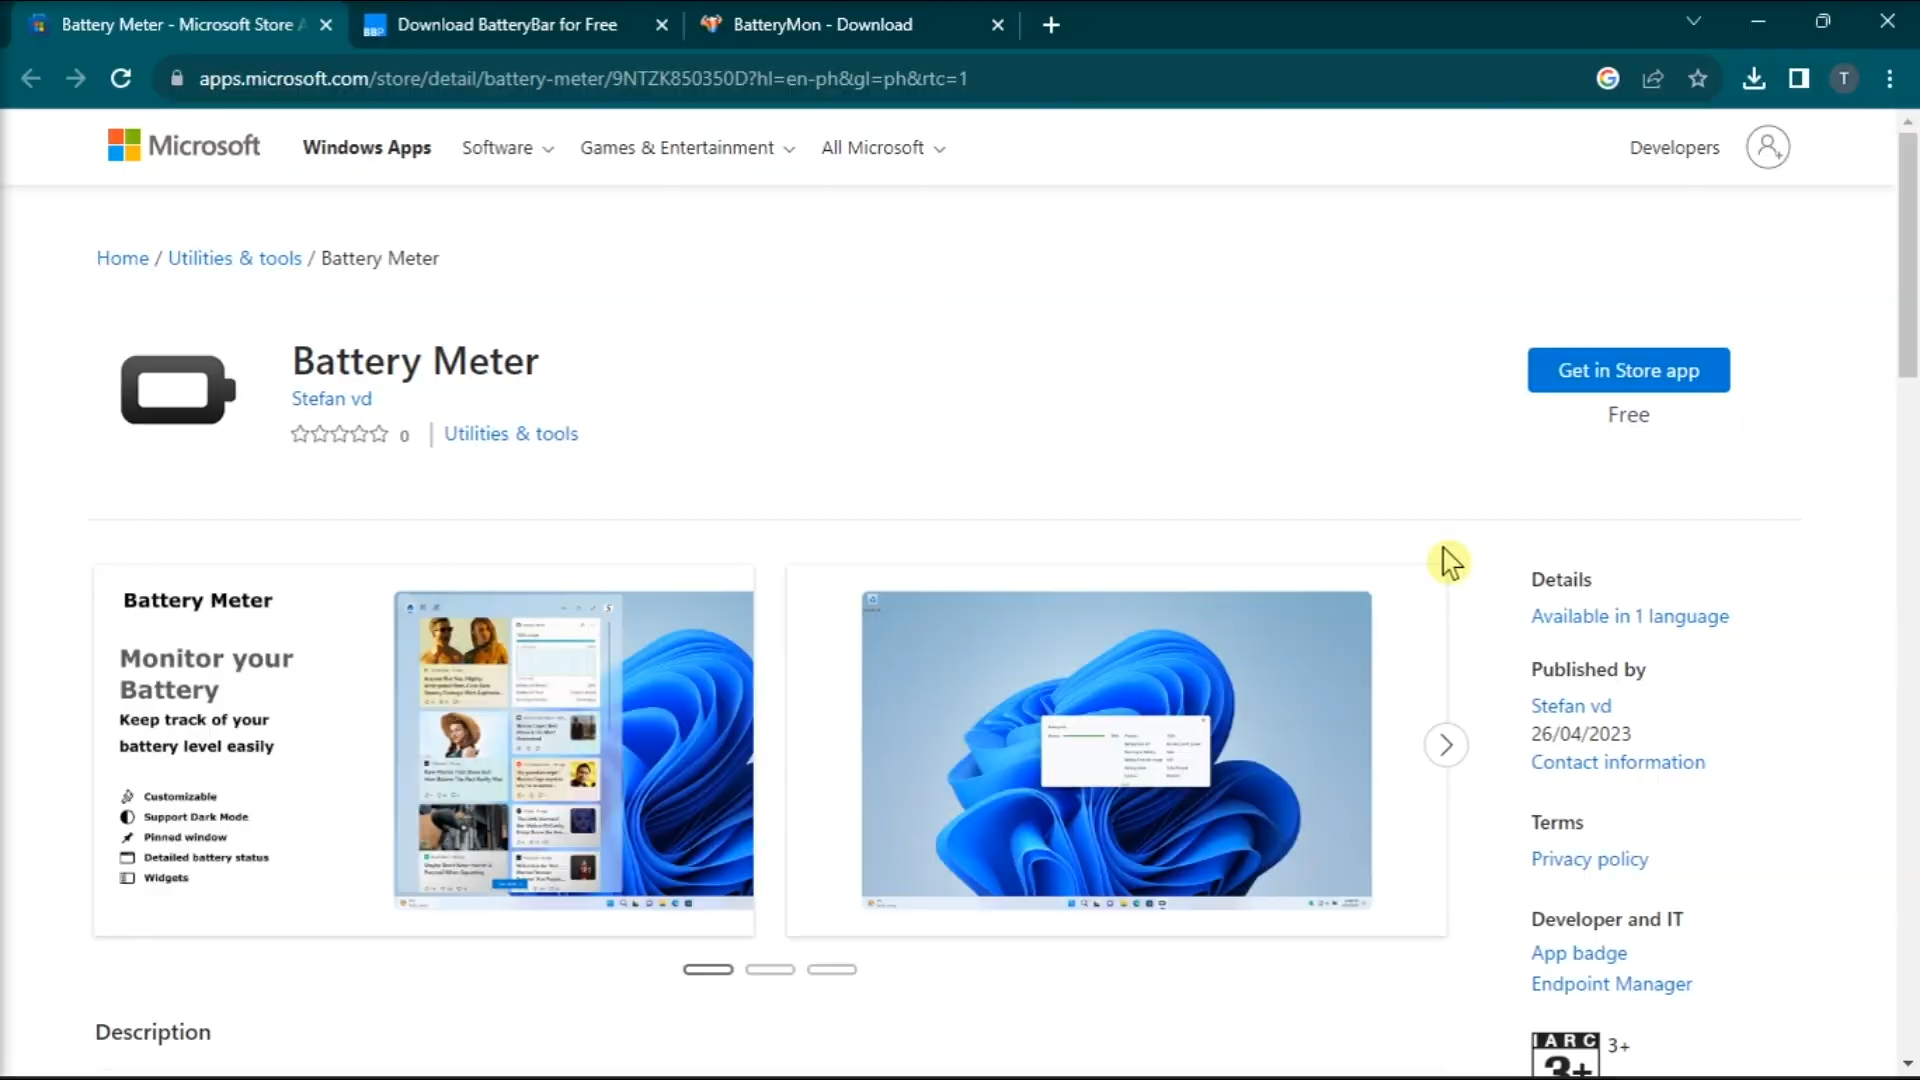 Battery Meter - Microsoft Store A
BBP
Download BatteryBar for Free
BatteryMon - Download
apps.microsoft.com/store/detail/battery-meter/9NTZK850350D?hl=en-ph&gl=ph&rtc=1
T
Microsoft
Windows Apps
Software
Games & Entertainment
All Microsoft
Developers
Home / Utilities & tools / Battery Meter
Battery Meter
Stefan vd
0
Utilities & tools
Get in Store app
Free
Battery Meter
Monitor your
Battery
Keep track of your
battery level easily
Customizable
Support Dark Mode
Pinned window
Detailed battery status
Widgets
Details
Available in 1 language
Published by
Stefan vd
26/04/2023
Contact information
Terms
Privacy policy
Developer and IT
App badge
Endpoint Manager
IARC
3+
3+
Description